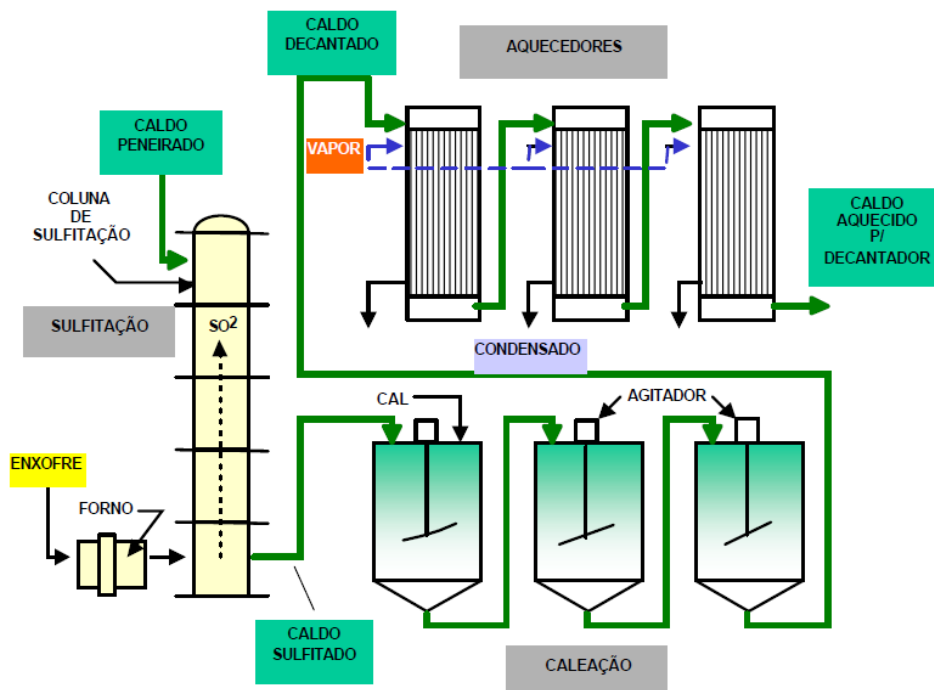 CALDO
DECANTADO
AQUECEDORES
CALDO
PENEIRADO
VAPOR
COLUNA
DE
SULFITAÇÃO
CALDO
AQUECIDO
P/
DECANTADOR
SULFITAÇÃO
SO2
CONDENSADO
CAL
AGITADOR
ENXOFRE
FORNO
CALDO
SULFITADO
CALEAÇÃO